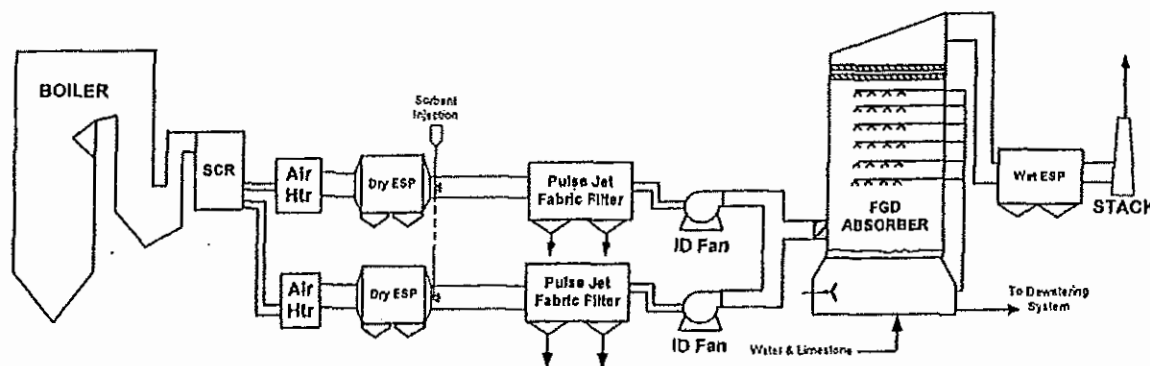 BOILER
SCR
Air
Htr
Dry ESP
Sorbent
Injection
Pulse Jet
Fabric Filter
ID Fan
Air
Htr
Dry ESP
Pulse Jet
Fabric Filter
ID Fan
FGD
ABSORBER
Wet ESP
STACK
To Dewatering
System
Water & Limestone